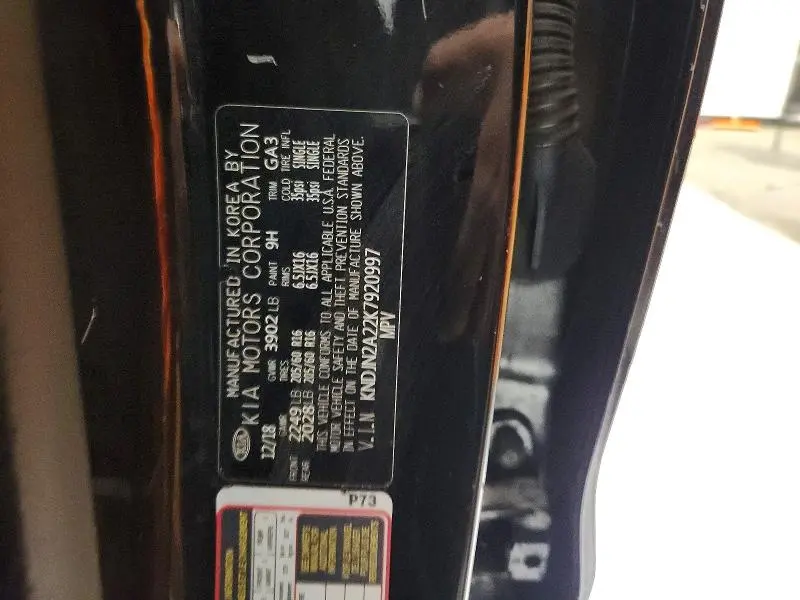 MANUFACTURED IN KOREA BY
KIA MOTORS CORPORATION
12/18 GVWR 3902 LB PAINT 9H TRIM GA3
GAWR TIRES RIMS COLD TIRE INFL
FRONT 2249 LB 205/60 R16 6.5JX16 35psi SINGLE
REAR 2028 LB 205/60 R16 6.5JX16 35psi SINGLE
THIS VEHICLE CONFORMS TO ALL APPLICABLE U.S.A. FEDERAL
MOTOR VEHICLE SAFETY AND THEFT PREVENTION STANDARDS
IN EFFECT ON THE DATE OF MANUFACTURE SHOWN ABOVE.
V.I.N KNDJN2A22K7920997
MPV
P73